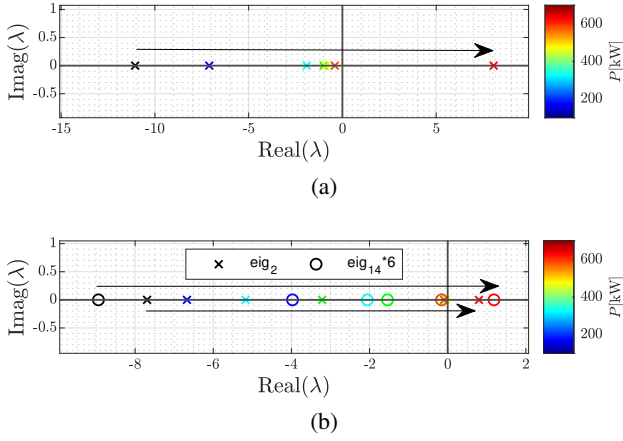 1
0.5
0
-0.5
Imag(λ)
-15 -10 -5 0 5
Real(λ)
600
400
200
P[kW]
(a)
1
0.5
0
-0.5
Imag(λ)
eig2 eig14*6
-8 -6 -4 -2 0 2
Real(λ)
600
400
200
P[kW]
(b)